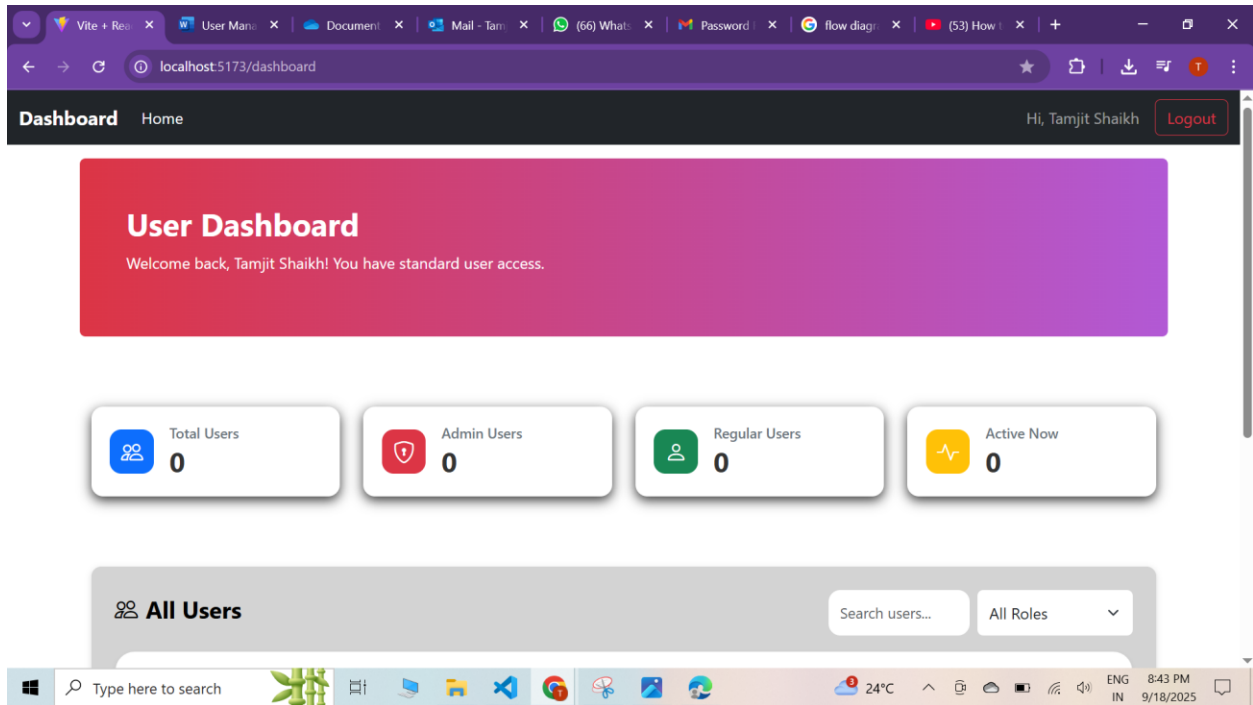 Vite + Rea
User Mana
Document
Mail - Tam
(66) Whats
Password
flow diagr
(53) How t
localhost:5173/dashboard
T
Dashboard Home Hi, Tamjit Shaikh Logout
User Dashboard
Welcome back, Tamjit Shaikh! You have standard user access.
Total Users
0
Admin Users
0
Regular Users
0
Active Now
0
All Users
Search users...
All Roles
Type here to search
3
24°C
ENG
IN
8:43 PM
9/18/2025